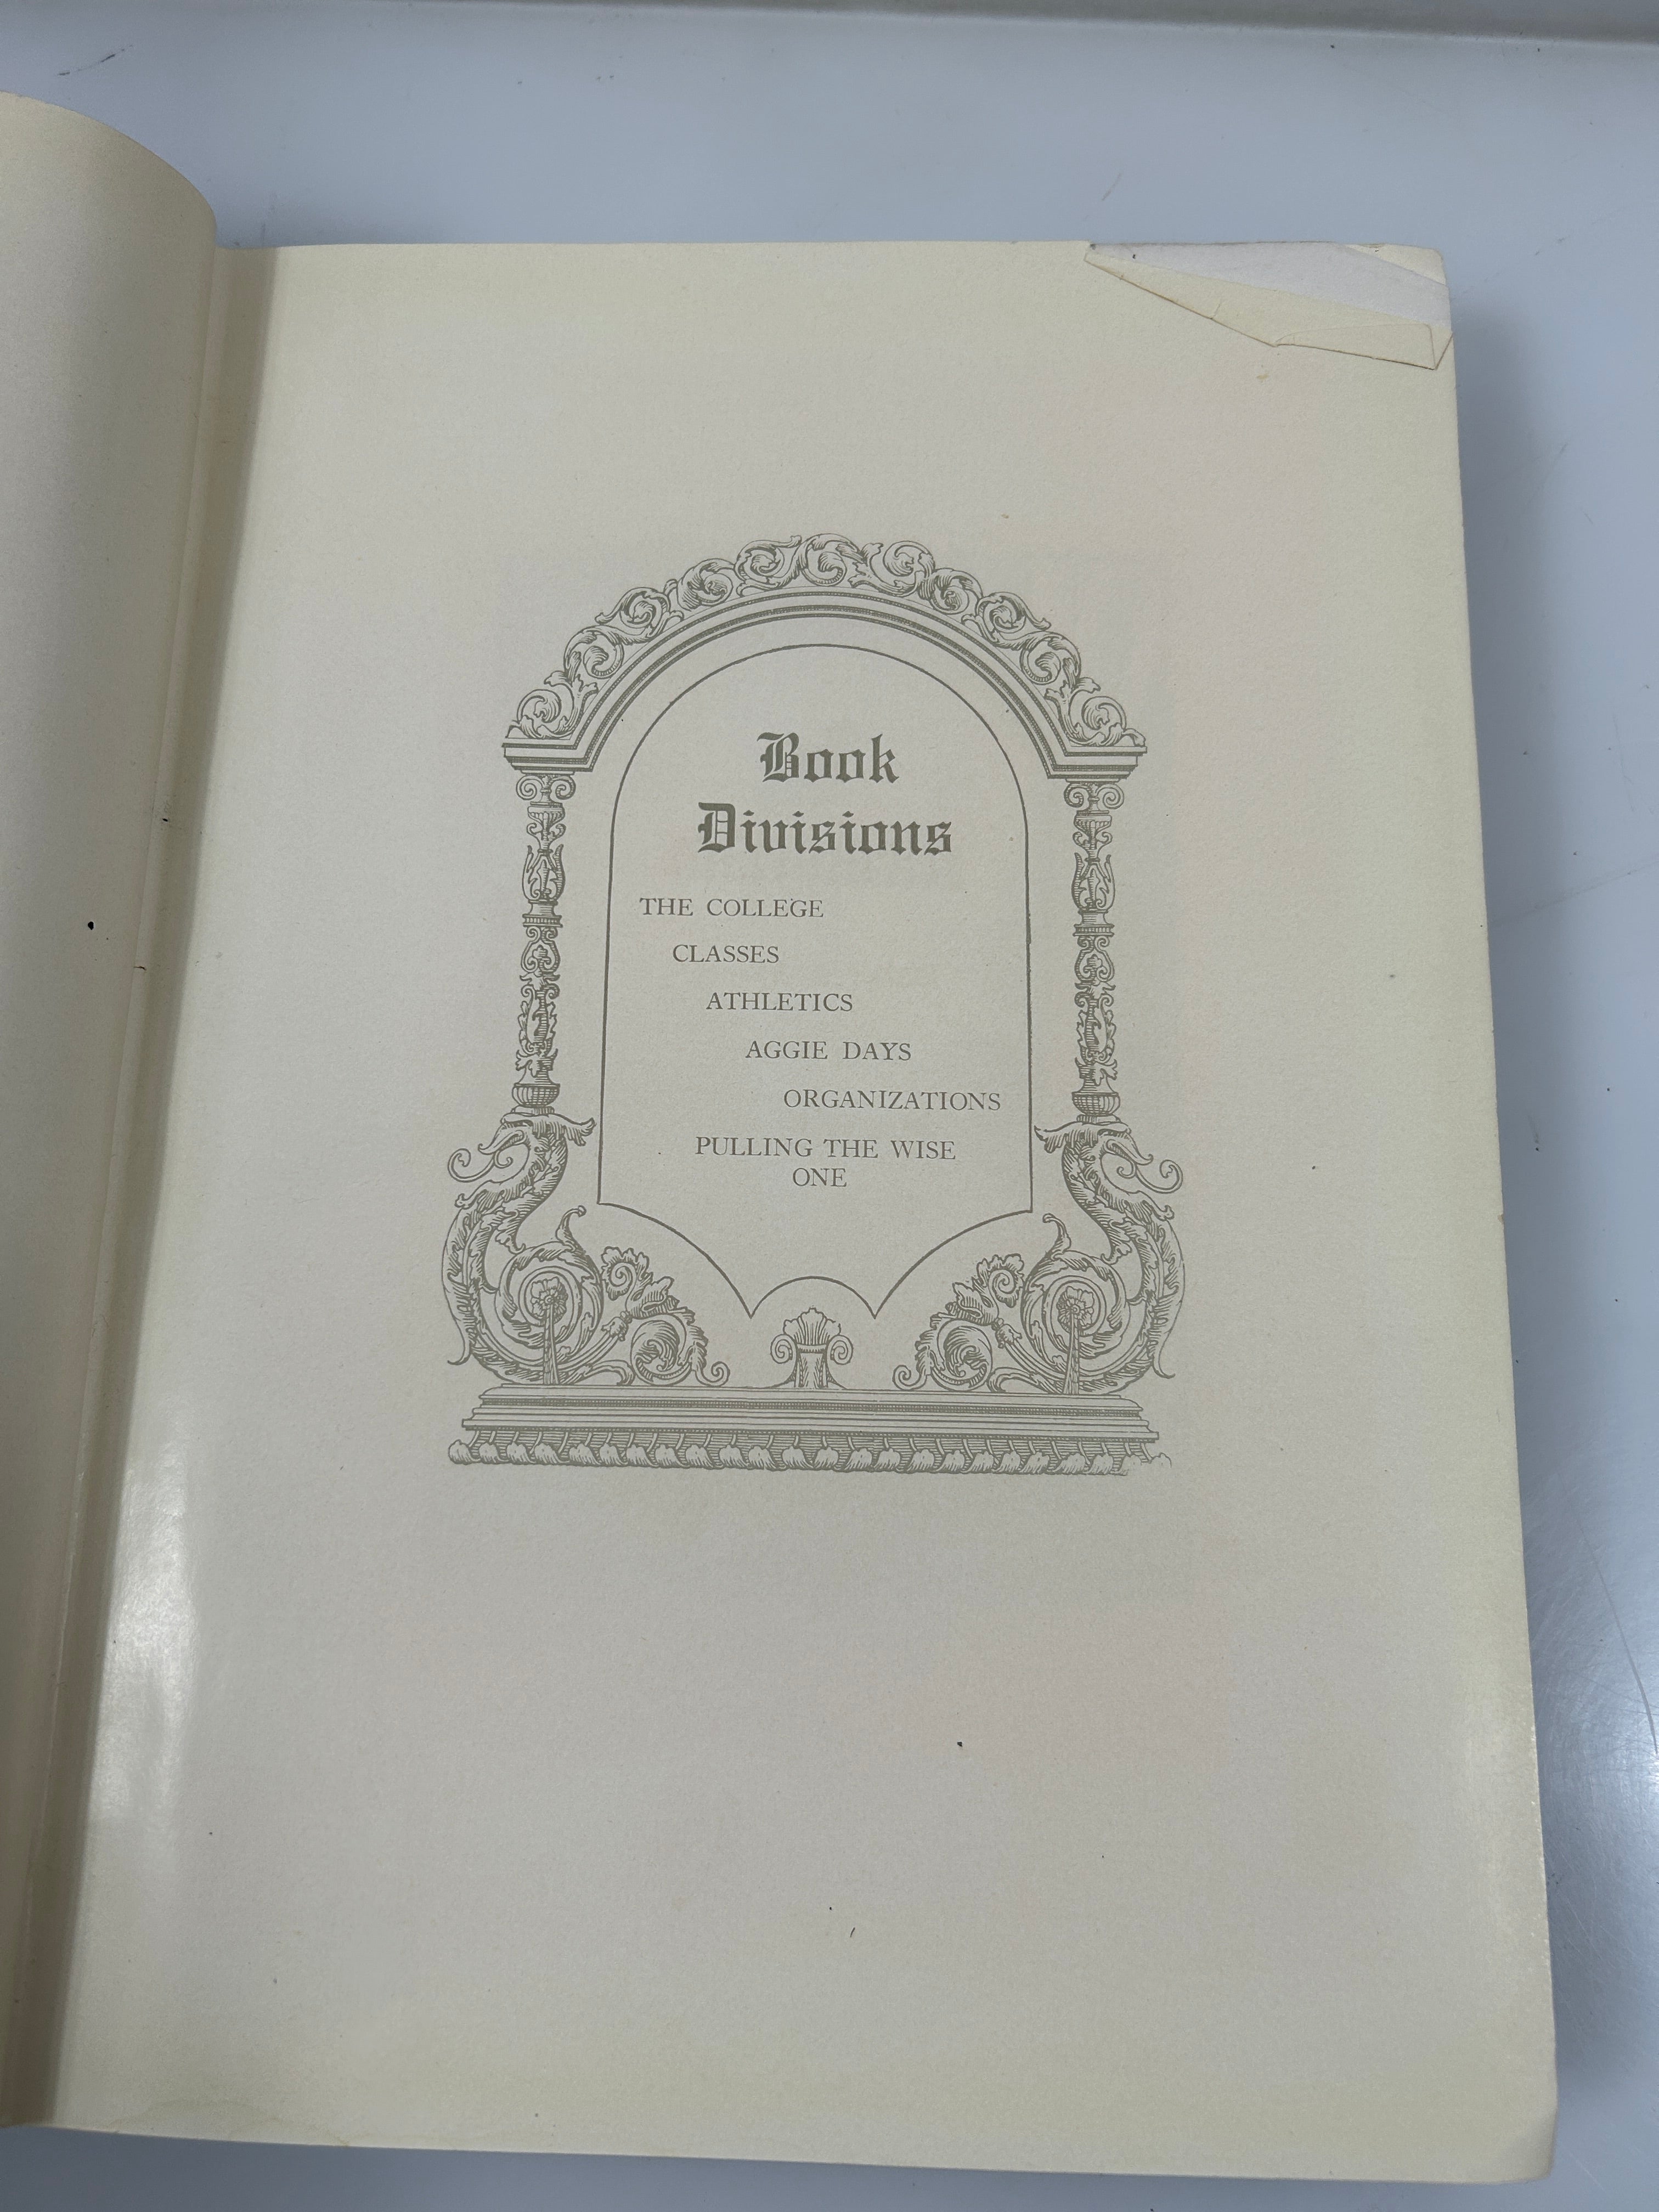 Book
Divisions
THE COLLEGE
CLASSES
ATHLETICS
AGGIE DAYS
ORGANIZATIONS
PULLING THE WISE
ONE